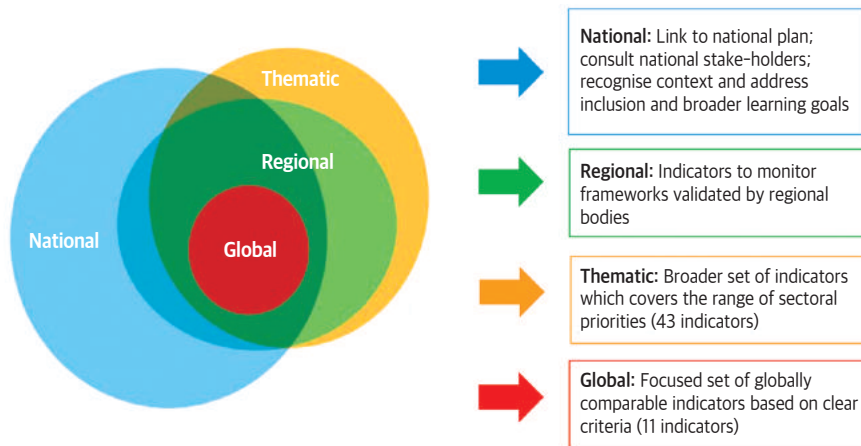 Thematic
Regional
National
Global
National: Link to national plan;
consult national stake-holders;
recognise context and address
inclusion and broader learning goals
Regional: Indicators to monitor
frameworks validated by regional
bodies
Thematic: Broader set of indicators
which covers the range of sectoral
priorities (43 indicators)
Global: Focused set of globally
comparable indicators based on clear
criteria (11 indicators)